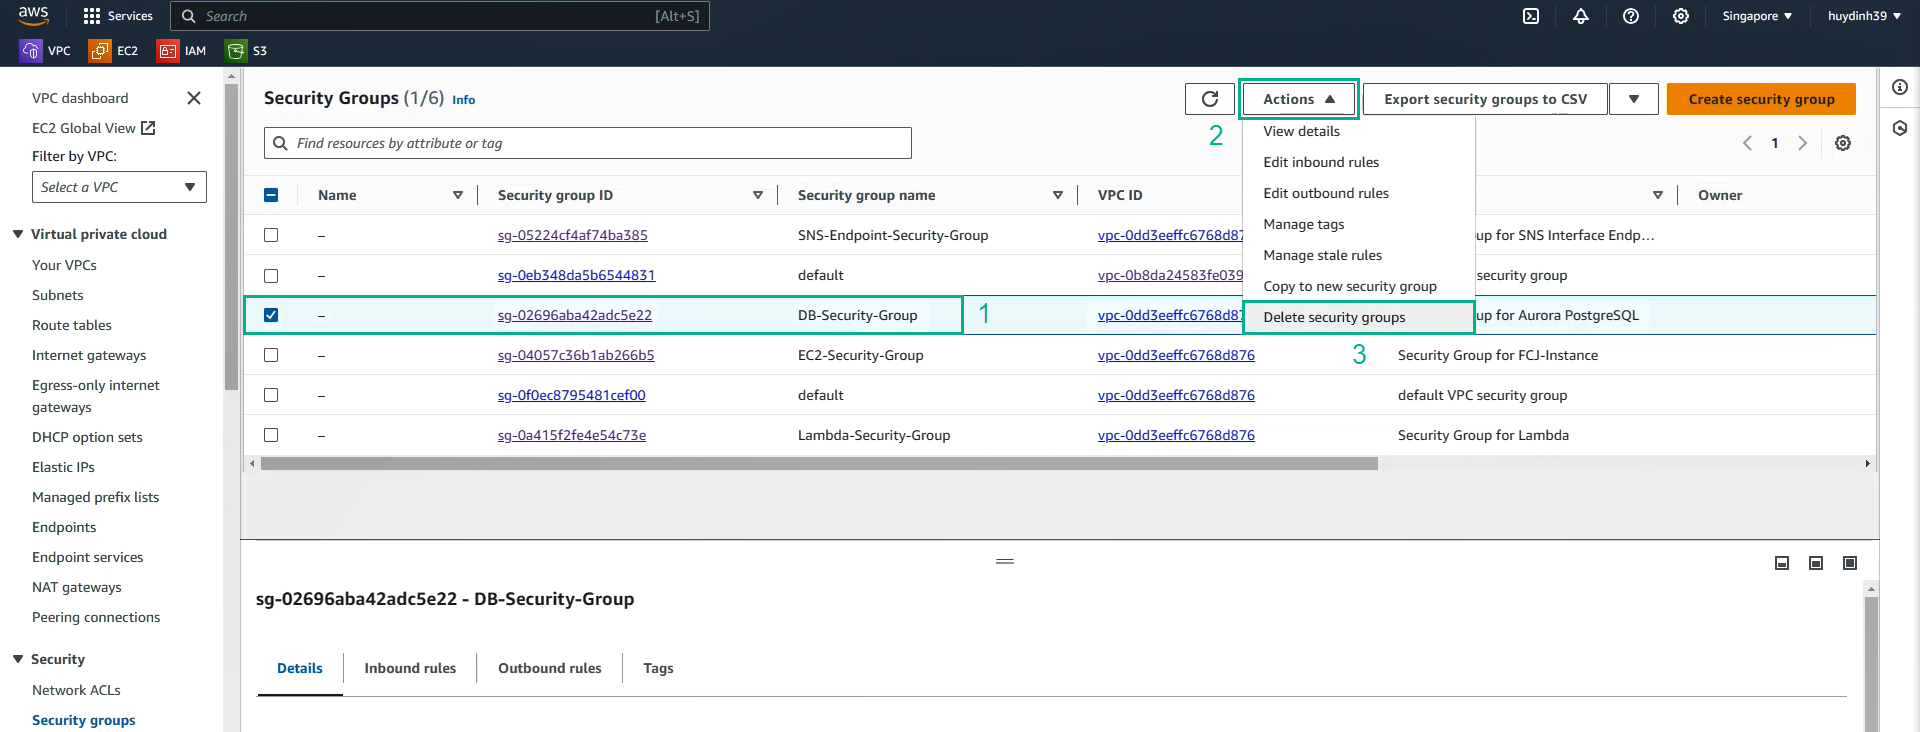 aws
Services
Search
[Alt+S]
Singapore
huydinh39
VPC
EC2
IAM
S3
VPC dashboard
EC2 Global View
Filter by VPC:
Select a VPC
Virtual private cloud
Your VPCs
Subnets
Route tables
Internet gateways
Egress-only internet
gateways
DHCP option sets
Elastic IPs
Managed prefix lists
Endpoints
Endpoint services
NAT gateways
Peering connections
Security
Network ACLs
Security groups
Security Groups (1/6) Info
Actions
Export security groups to CSV
Create security group
2
Find resources by attribute or tag
1
View details
Edit inbound rules
Edit outbound rules
Manage tags
Manage stale rules
Copy to new security group
Delete security groups
3
Name Security group ID Security group name VPC ID Owner
– sg-05224cf4af74ba385 SNS-Endpoint-Security-Group vpc-0dd3eeffc6768d87 up for SNS Interface Endp...
– sg-0eb348da5b6544831 default vpc-0b8da24583fe039 security group
– sg-02696aba42adc5e22 DB-Security-Group 1 vpc-0dd3eeffc6768d87 up for Aurora PostgreSQL
– sg-04057c36b1ab266b5 EC2-Security-Group vpc-0dd3eeffc6768d876 Security Group for FCJ-Instance
– sg-0f0ec8795481cef00 default vpc-0dd3eeffc6768d876 default VPC security group
– sg-0a415f2fe4e54c73e Lambda-Security-Group vpc-0dd3eeffc6768d876 Security Group for Lambda
sg-02696aba42adc5e22 - DB-Security-Group
Details
Inbound rules
Outbound rules
Tags